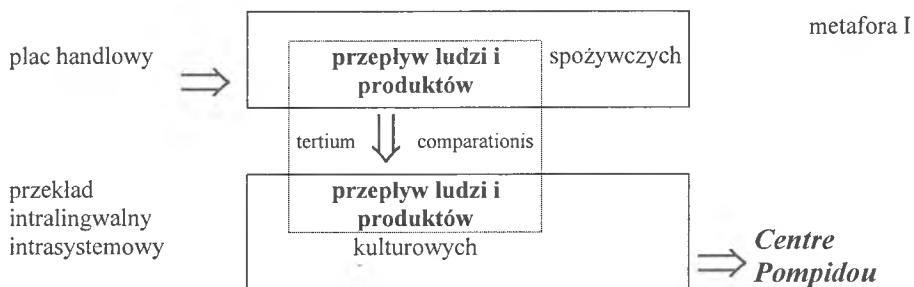 metafora I
plac handlowy
przepływ ludzi i
produktów
spożywczych
tertium
comparationis
przekład
intralingwalny
intrasystemowy
przepływ ludzi i
produktów
kulturowych
Centre
Pompidou